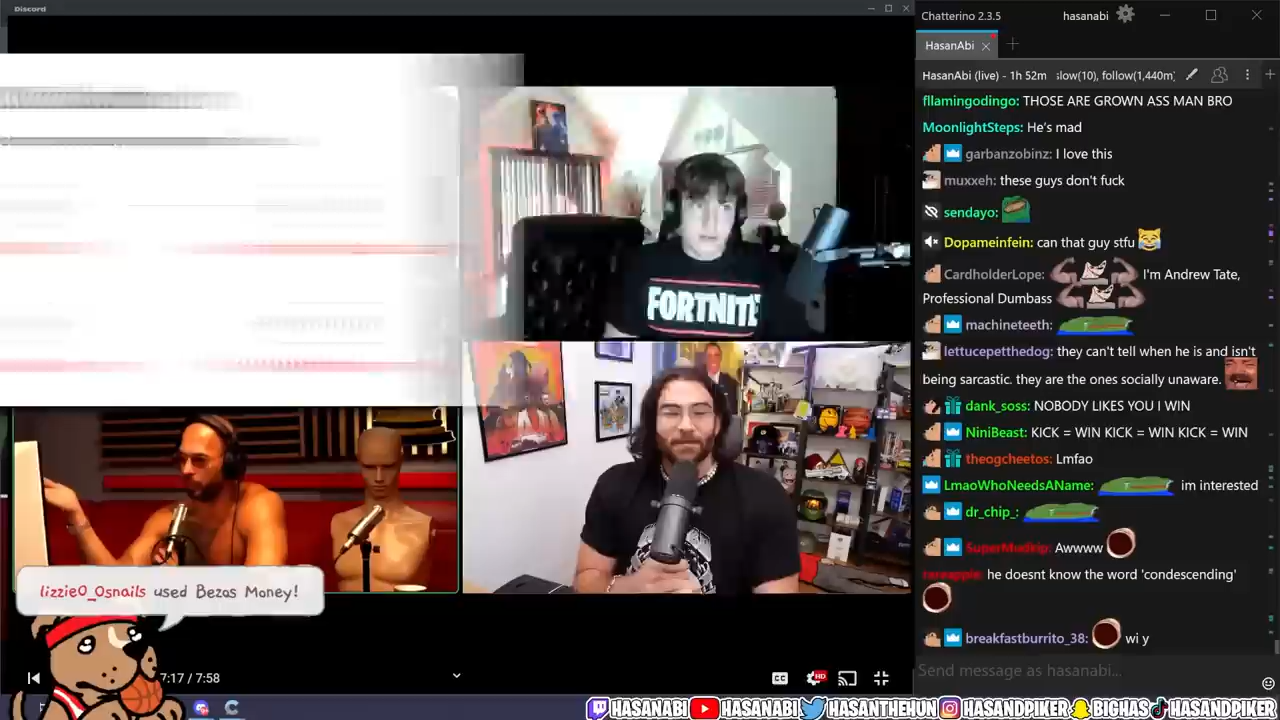 Discord
Chatterino 2.3.5
hasanabi
HasanAbi
HasanAbi (live) - 1h 52m slow(10), follow(1,440m)
fllamingodingo: THOSE ARE GROWN ASS MAN BRO
MoonlightSteps: He's mad
garbanzobinz: I love this
muxxeh: these guys don't fuck
sendayo:
Dopameinfein: can that guy stfu
CardholderLope: I'm Andrew Tate,
Professional Dumbass
machineteeth:
lettucepetthedog: they can't tell when he is and isn't
being sarcastic. they are the ones socially unaware.
dank_soss: NOBODY LIKES YOU I WIN
NiniBeast: KICK = WIN KICK = WIN KICK = WIN
theogcheetos: Lmfao
LmaoWhoNeedsAName: im interested
dr_chip_:
SuperMudkip: Awwww
rareapple: he doesnt know the word 'condescending'
breakfastburrito_38: wi y
Send message as hasanabi...
FORTNITE
lizzie0_0snails used Bezos Money!
7:17 / 7:58
CC
HD
HASANABI HASANABI HASANTHEHUN HASANDPIKER BIGHAS HASANDPIKER